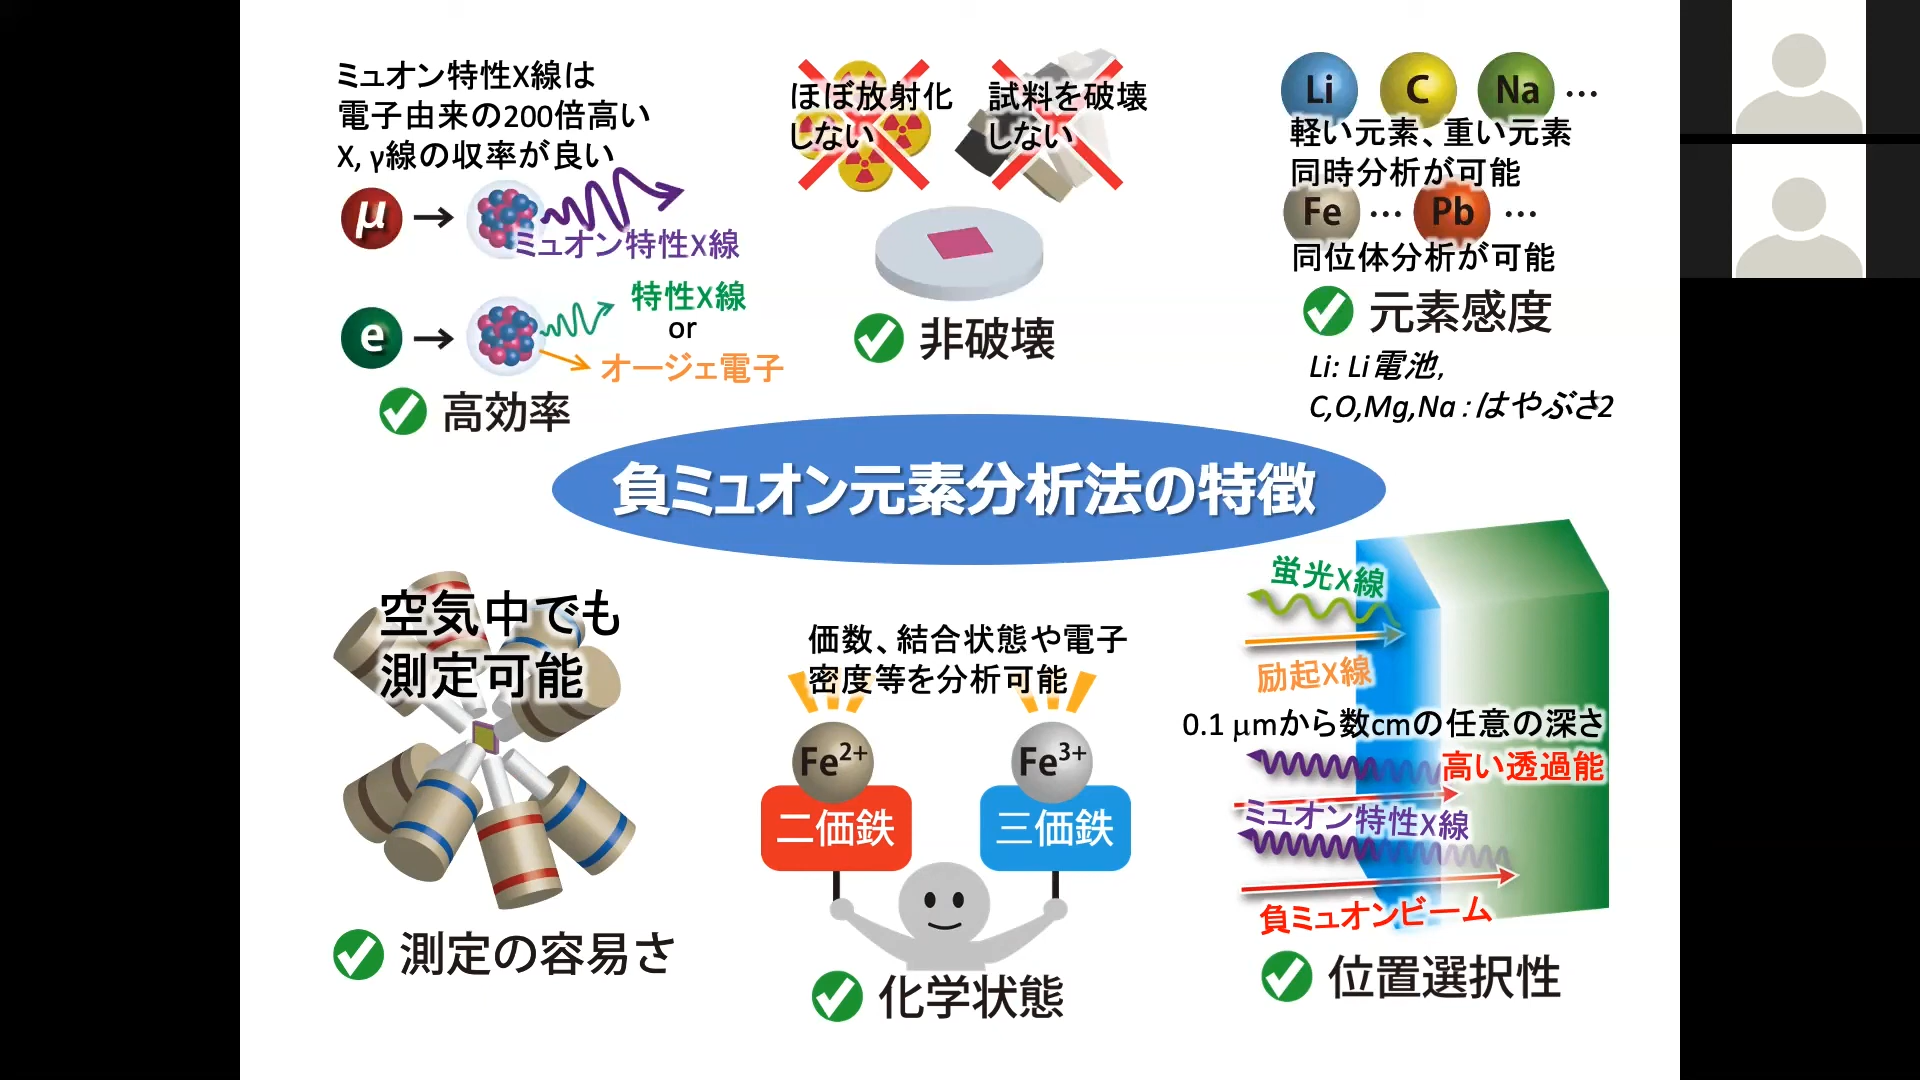 ミュオン特性X線は
電子由来の200倍高い
X, γ線の収率が良い
μ
ミュオン特性X線
e
特性X線
or
オージェ電子
高効率
ほぼ放射化
しない
試料を破壊
しない
非破壊
Li C Na …
軽い元素、重い元素
同時分析が可能
Fe … Pb …
同位体分析が可能
元素感度
Li: Li電池,
C,O,Mg,Na : はやぶさ2
負ミュオン元素分析法の特徴
空気中でも
測定可能
測定の容易さ
価数、結合状態や電子
密度等を分析可能
Fe2+ Fe3+
二価鉄 三価鉄
化学状態
蛍光X線
励起X線
0.1 μmから数cmの任意の深さ
高い透過能
ミュオン特性X線
負ミュオンビーム
位置選択性